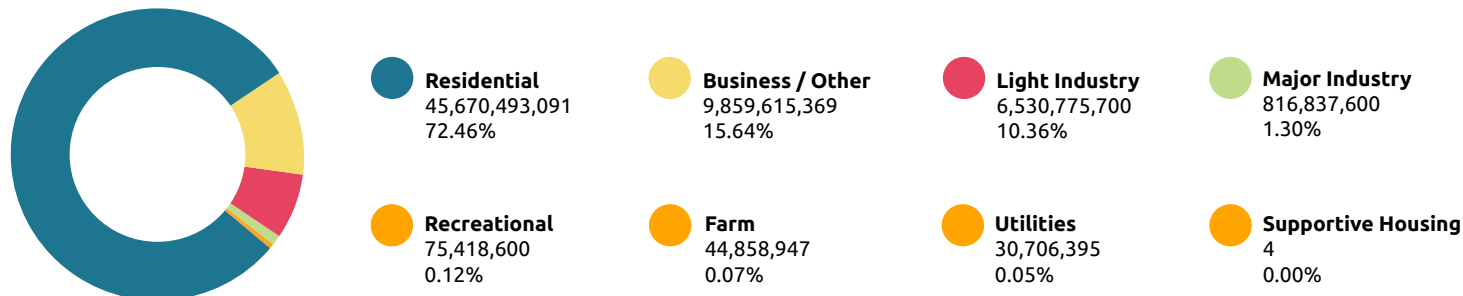 Residential
45,670,493,091
72.46%
Business / Other
9,859,615,369
15.64%
Light Industry
6,530,775,700
10.36%
Major Industry
816,837,600
1.30%
Recreational
75,418,600
0.12%
Farm
44,858,947
0.07%
Utilities
30,706,395
0.05%
Supportive Housing
4
0.00%